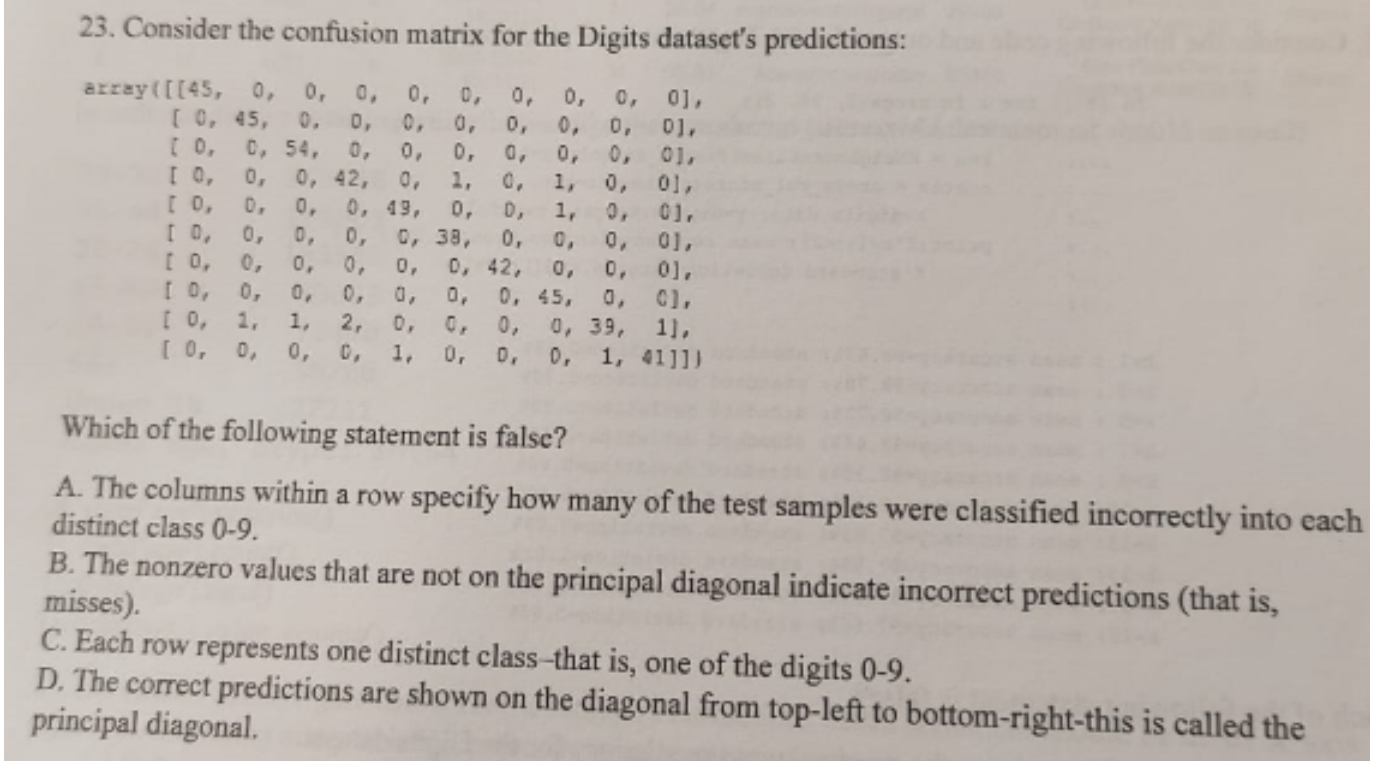 23. Consider the confusion matrix for the Digits dataset's predictions:
array([[45, 0, 0, 0, 0, 0, 0, 0, 0, 0],
[ 0, 45, 0, 0, 0, 0, 0, 0, 0, 0],
[ 0, 0, 54, 0, 0, 0, 0, 0, 0, 0],
[ 0, 0, 0, 42, 0, 1, 0, 1, 0, 0],
[ 0, 0, 0, 0, 49, 0, 0, 1, 0, 0],
[ 0, 0, 0, 0, 0, 38, 0, 0, 0, 0],
[ 0, 0, 0, 0, 0, 0, 42, 0, 0, 0],
[ 0, 0, 0, 0, 0, 0, 0, 45, 0, 0],
[ 0, 1, 1, 2, 0, 0, 0, 0, 39, 1],
[ 0, 0, 0, 0, 1, 0, 0, 0, 1, 41]])
Which of the following statement is false?
A. The columns within a row specify how many of the test samples were classified incorrectly into each
distinct class 0-9.
B. The nonzero values that are not on the principal diagonal indicate incorrect predictions (that is,
misses).
C. Each row represents one distinct class-that is, one of the digits 0-9.
D. The correct predictions are shown on the diagonal from top-left to bottom-right-this is called the
principal diagonal.